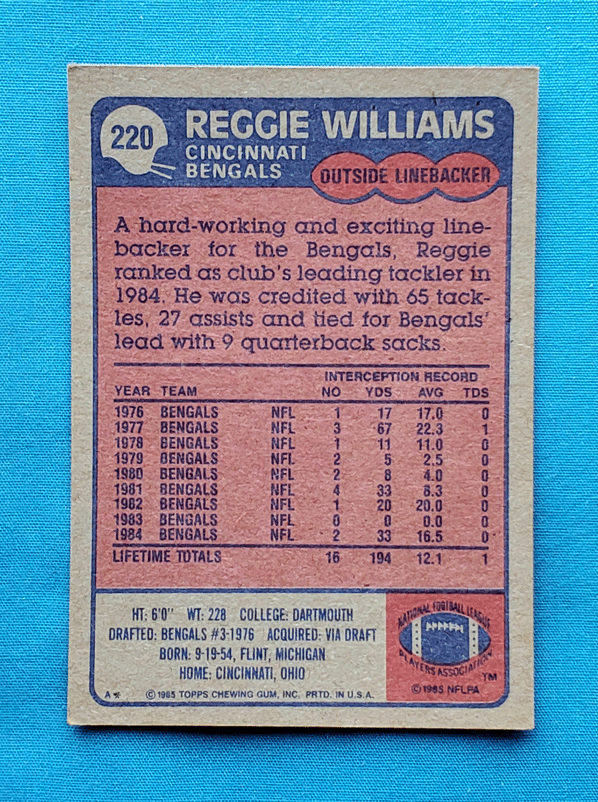 220
REGGIE WILLIAMS
CINCINNATI
BENGALS
OUTSIDE LINEBACKER
A hard-working and exciting line-
backer for the Bengals, Reggie
ranked as club's leading tackler in
1984. He was credited with 65 tack-
les, 27 assists and tied for Bengals'
lead with 9 quarterback sacks.
INTERCEPTION RECORD
YEAR TEAM NO YDS AVG TDS
1976 BENGALS NFL 1 17 17.0 0
1977 BENGALS NFL 3 67 22.3 1
1978 BENGALS NFL 1 11 11.0 0
1979 BENGALS NFL 2 5 2.5 0
1980 BENGALS NFL 2 8 4.0 0
1981 BENGALS NFL 4 33 8.3 0
1982 BENGALS NFL 1 20 20.0 0
1983 BENGALS NFL 0 0 0.0 0
1984 BENGALS NFL 2 33 16.5 0
LIFETIME TOTALS 16 194 12.1 1
HT: 6'0" WT: 228 COLLEGE: DARTMOUTH
DRAFTED: BENGALS #3-1976 ACQUIRED: VIA DRAFT
BORN: 9-19-54, FLINT, MICHIGAN
HOME: CINCINNATI, OHIO
A* © 1985 TOPPS CHEWING GUM, INC. PRTD. IN U.S.A.
NATIONAL FOOTBALL LEAGUE
PLAYERS ASSOCIATION
TM
© 1985 NFLPA